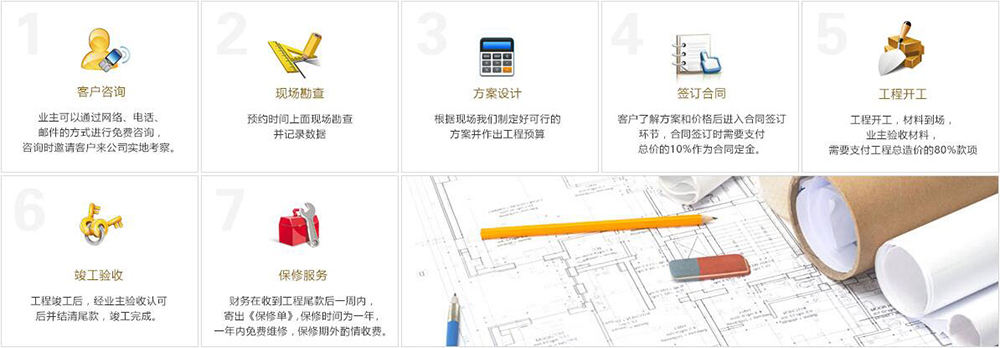 1
客户咨询
业主可以通过网络、电话、
邮件的方式进行免费咨询，
咨询时邀请客户来公司实地考察。
2
现场勘查
预约时间上面现场勘查
并记录数据
3
方案设计
根据现场我们制定好可行的
方案并作出工程预算
4
签订合同
客户了解方案和价格后进入合同签订
环节，合同签订时需要支付
总价的10%作为合同定金。
5
工程开工
工程开工，材料到场，
业主验收材料，
需要支付工程总造价的80%款项
6
竣工验收
工程竣工后，经业主验收认可
后并结清尾款，竣工完成。
7
保修服务
财务在收到工程尾款后一周内，
寄出《保修单》，保修时间为一年，
一年内免费维修，保修期外酌情收费。